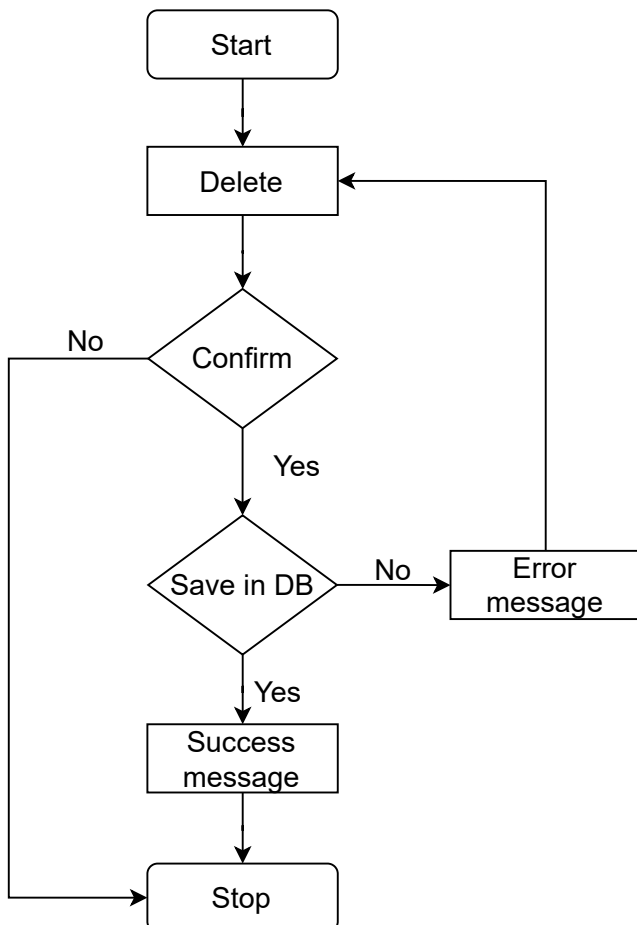 Start
Delete
No
Confirm
Yes
Save in DB
No
Error
message
Yes
Success
message
Stop